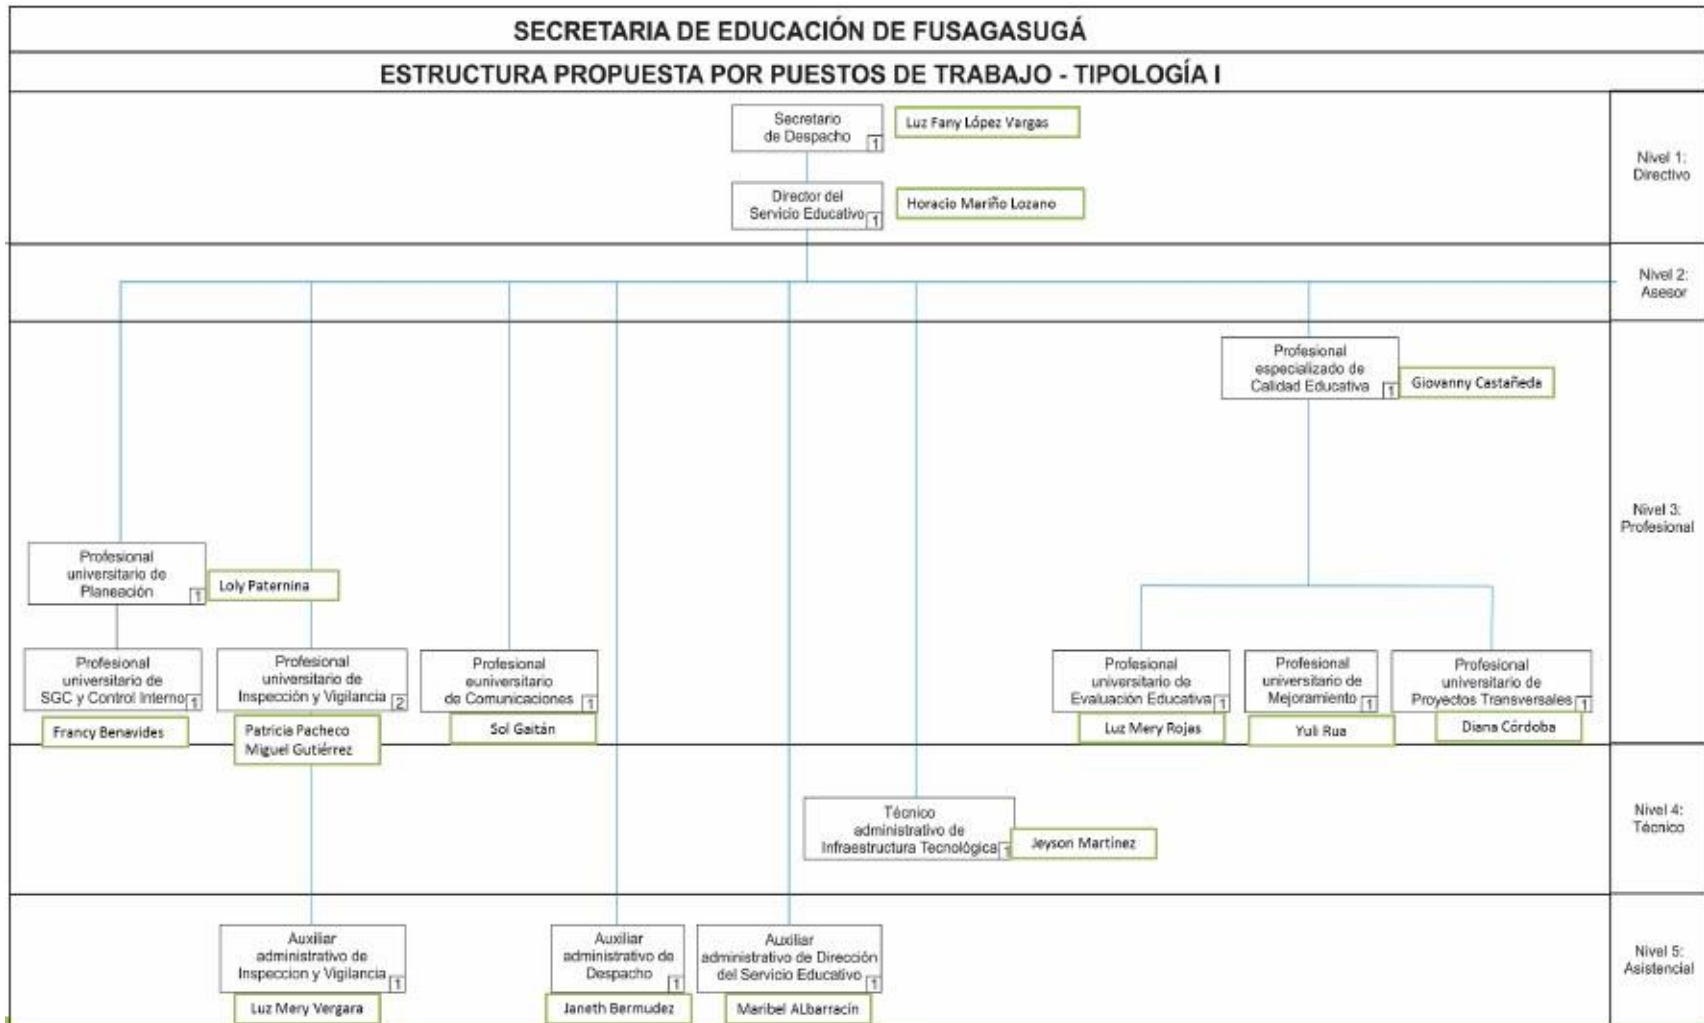 SECRETARIA DE EDUCACIÓN DE FUSAGASUGÁ
ESTRUCTURA PROPUESTA POR PUESTOS DE TRABAJO - TIPOLOGÍA I
Secretario
de Despacho
1
Luz Fany López Vargas
Nivel 1:
Directivo
Director del
Servicio Educativo
1
Horacio Mariño Lozano
Nivel 2:
Asesor
Profesional
especializado de
Calidad Educativa
1
Giovanny Castañeda
Nivel 3:
Profesional
Profesional
universitario de
Planeación
1
Loly Paternina
Profesional
universitario de
SGC y Control Interno
1
Francy Benavides
Profesional
universitario de
Inspección y Vigilancia
2
Patricia Pacheco
Miguel Gutiérrez
Profesional
euniversitario
de Comunicaciones
1
Sol Gaitán
Profesional
universitario de
Evaluación Educativa
1
Luz Mery Rojas
Profesional
universitario de
Mejoramiento
1
Yuli Rua
Profesional
universitario de
Proyectos Transversales
1
Diana Córdoba
Técnico
administrativo de
Infraestructura Tecnológica
1
Jeyson Martínez
Nivel 4:
Técnico
Auxiliar
administrativo de
Inspeccion y Vigilancia
1
Luz Mery Vergara
Auxiliar
administrativo de
Despacho
1
Janeth Bermudez
Auxiliar
administrativo de Dirección
del Servicio Educativo
1
Maribel ALbarracín
Nivel 5:
Asistencial